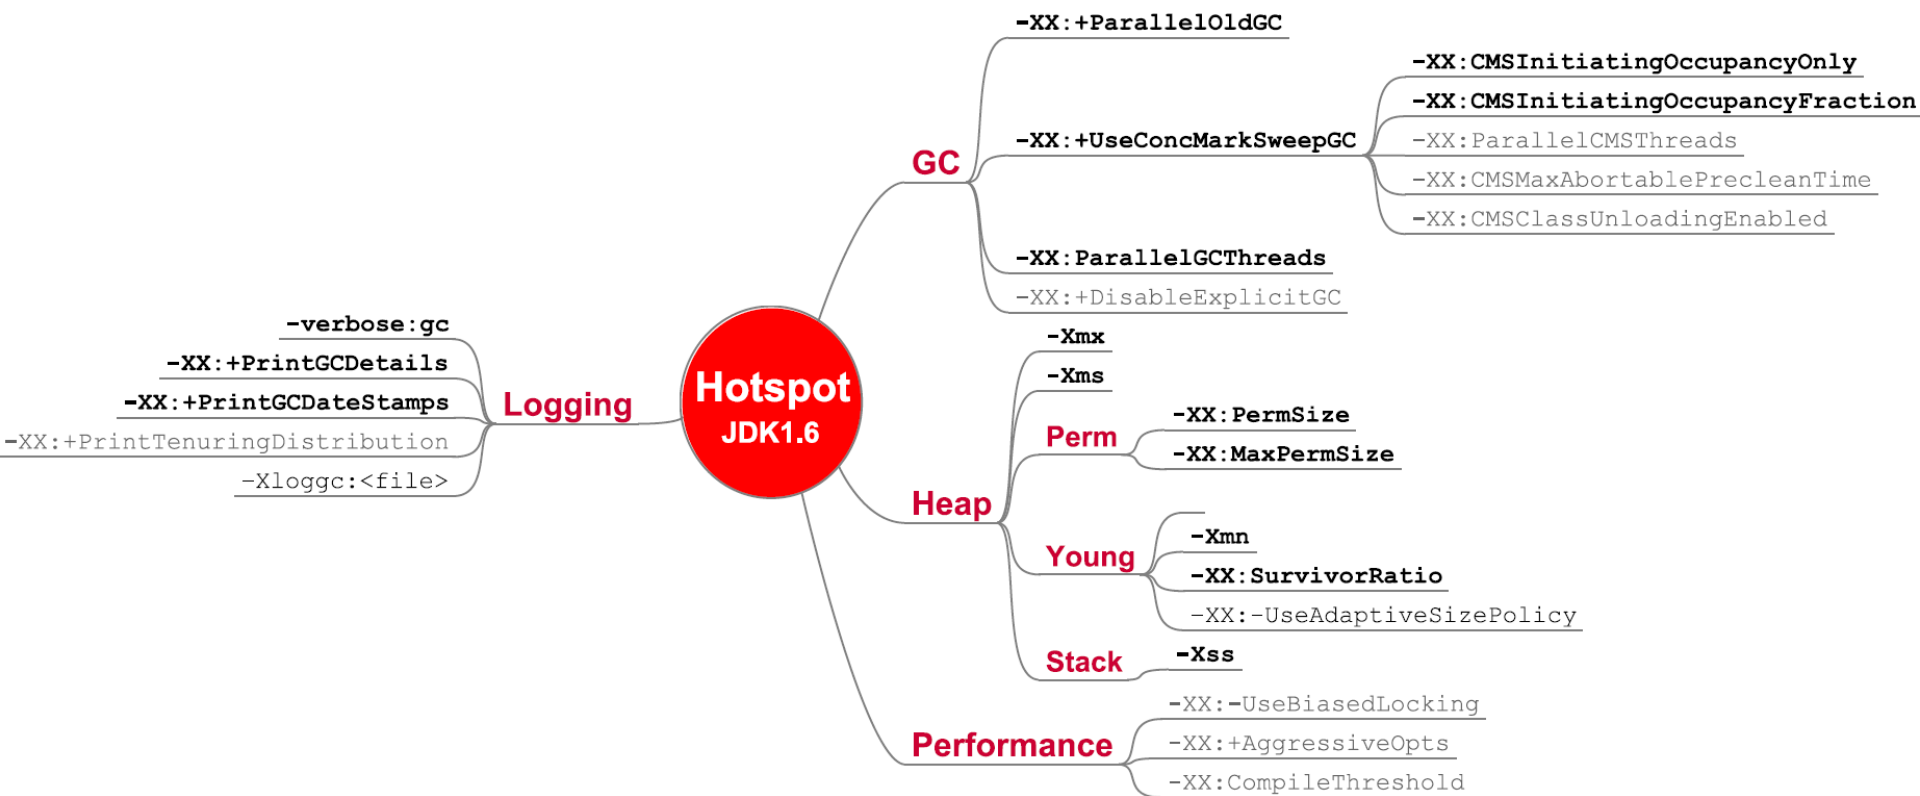 -XX:+ParallelOldGC
-XX:CMSInitiatingOccupancyOnly
-XX:CMSInitiatingOccupancyFraction
-XX:+UseConcMarkSweepGC
-XX:ParallelCMSThreads
GC
-XX:CMSMaxAbortablePrecleanTime
-XX:CMSClassUnloadingEnabled
-XX:ParallelGCThreads
-XX:+DisableExplicitGC
-verbose:gc
-XX:+PrintGCDetails
-XX:+PrintGCDateStamps
-XX:+PrintTenuringDistribution
-Xloggc:<file>
Logging
Hotspot
JDK1.6
-Xmx
-Xms
-XX:PermSize
Perm
-XX:MaxPermSize
Heap
-Xmn
Young
-XX:SurvivorRatio
-XX:-UseAdaptiveSizePolicy
Stack
-Xss
-XX:-UseBiasedLocking
Performance
-XX:+AggressiveOpts
-XX:CompileThreshold